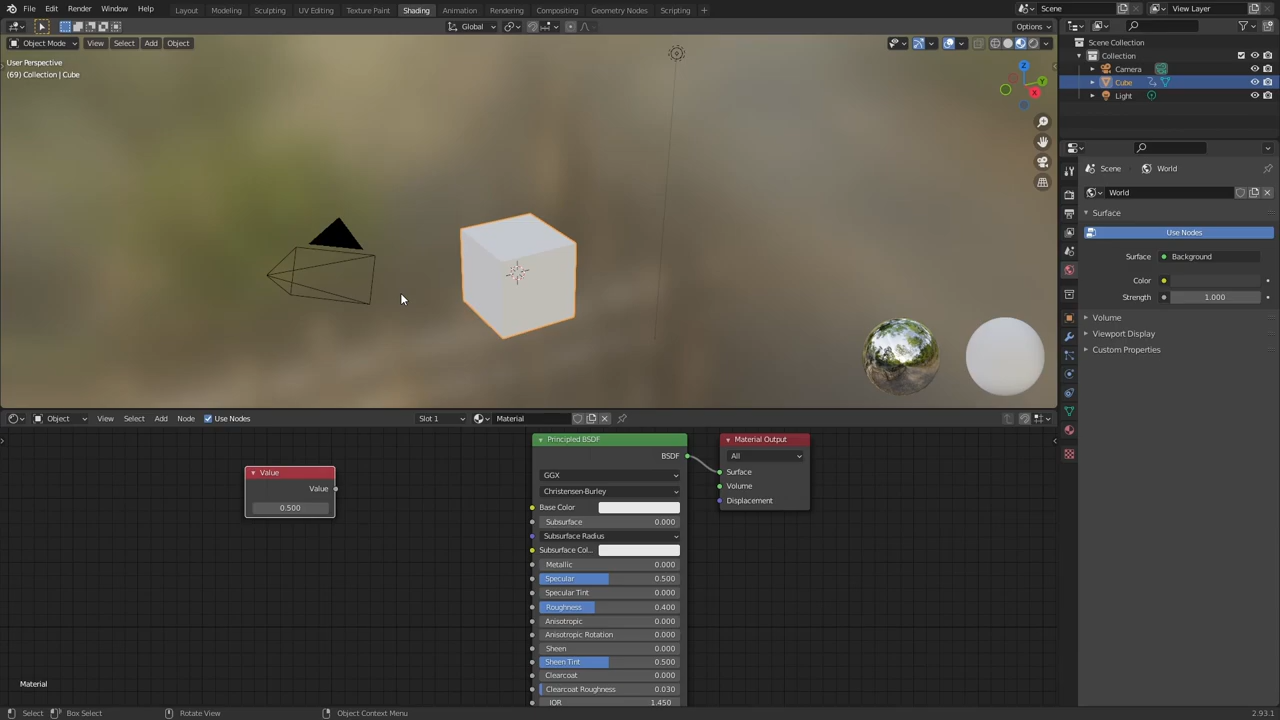 File Edit Render Window Help Layout Modeling Sculpting UV Editing Texture Paint Shading Animation Rendering Compositing Geometry Nodes Scripting Scene View Layer
Global Options
Object Mode View Select Add Object
User Perspective
(69) Collection | Cube
Z
Y
X
Scene Collection
Collection
Camera
Cube
Light
Scene World
World
Surface
Use Nodes
Surface Background
Color
Strength 1.000
Volume
Viewport Display
Custom Properties
Object View Select Add Node Use Nodes Slot 1 Material
Value
Value
0.500
Principled BSDF
BSDF
GGX
Christensen-Burley
Base Color
Subsurface 0.000
Subsurface Radius
Subsurface Col...
Metallic 0.000
Specular 0.500
Specular Tint 0.000
Roughness 0.400
Anisotropic 0.000
Anisotropic Rotation 0.000
Sheen 0.000
Sheen Tint 0.500
Clearcoat 0.000
Clearcoat Roughness 0.030
IOR 1.450
Material Output
All
Surface
Volume
Displacement
Material
Select Box Select Rotate View Object Context Menu 2.93.1